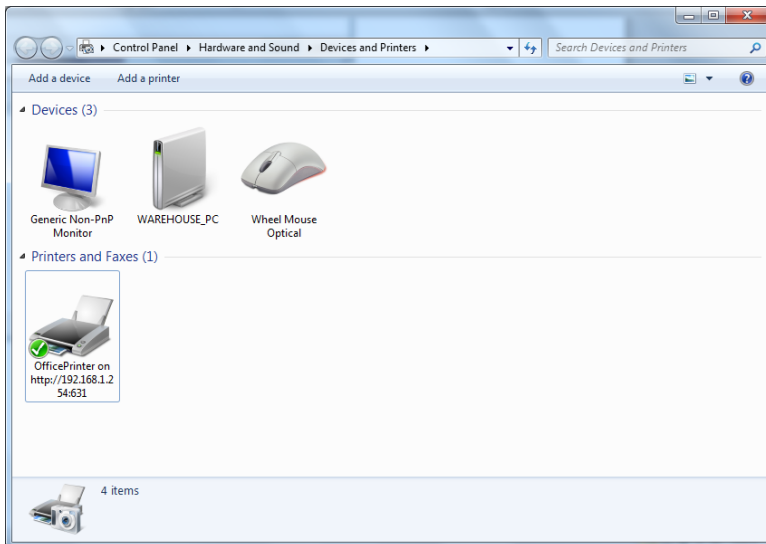 Control Panel ▸ Hardware and Sound ▸ Devices and Printers ▸
Search Devices and Printers
Add a device Add a printer
Devices (3)
Generic Non-PnP
Monitor
WAREHOUSE_PC
Wheel Mouse
Optical
Printers and Faxes (1)
OfficePrinter on
http://192.168.1.2
54:631
4 items